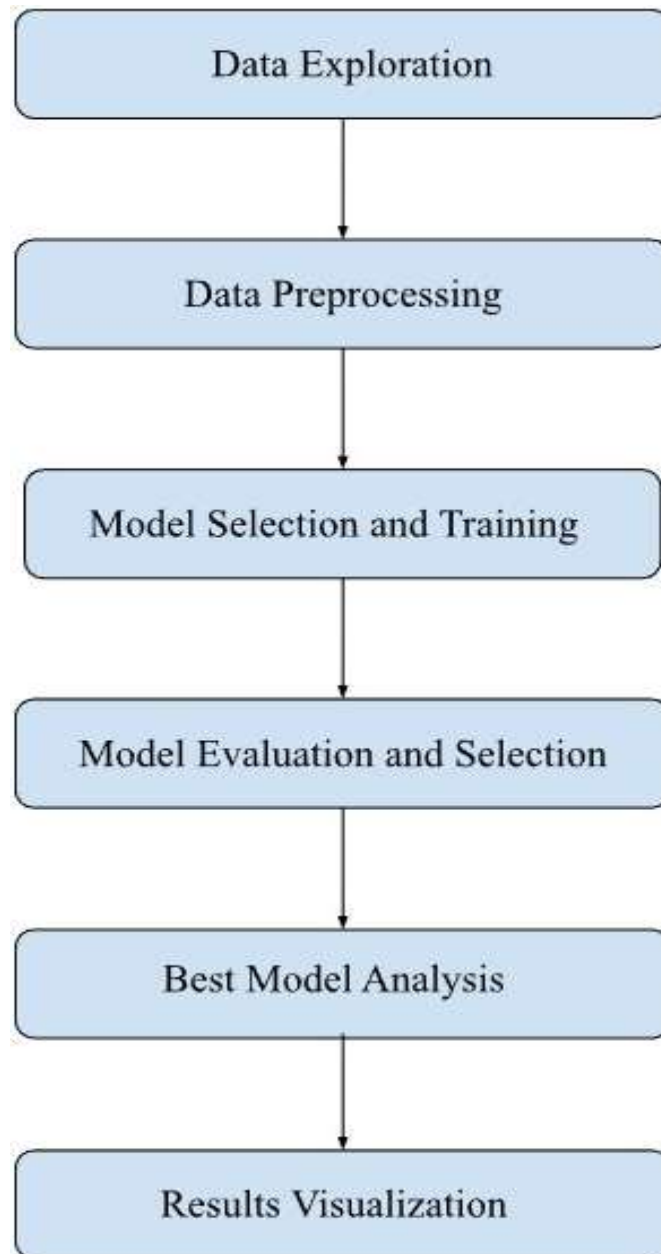 Data Exploration
Data Preprocessing
Model Selection and Training
Model Evaluation and Selection
Best Model Analysis
Results Visualization